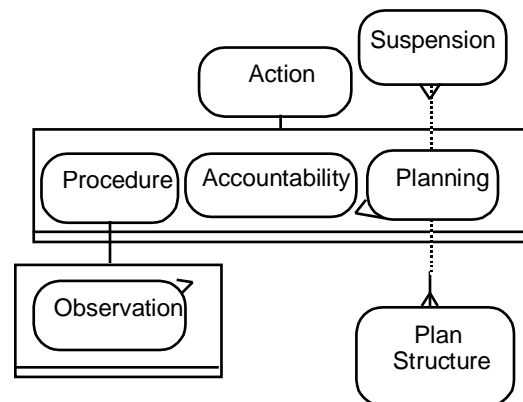 Suspension
Action
Procedure
Accountability
Planning
Observation
Plan
Structure